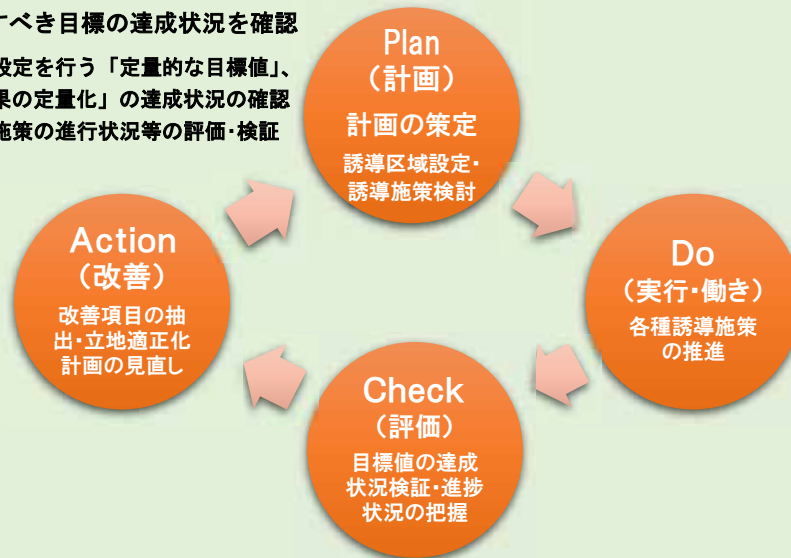 べき目標の達成状況を確認
設定を行う「定量的な目標値」、
果の定量化」の達成状況の確認
施策の進行状況等の評価・検証
Plan
（計画）
計画の策定
誘導区域設定・
誘導施策検討
Do
（実行・働き）
各種誘導施策
の推進
Check
（評価）
目標値の達成
状況検証・進捗
状況の把握
Action
（改善）
改善項目の抽
出・立地適正化
計画の見直し